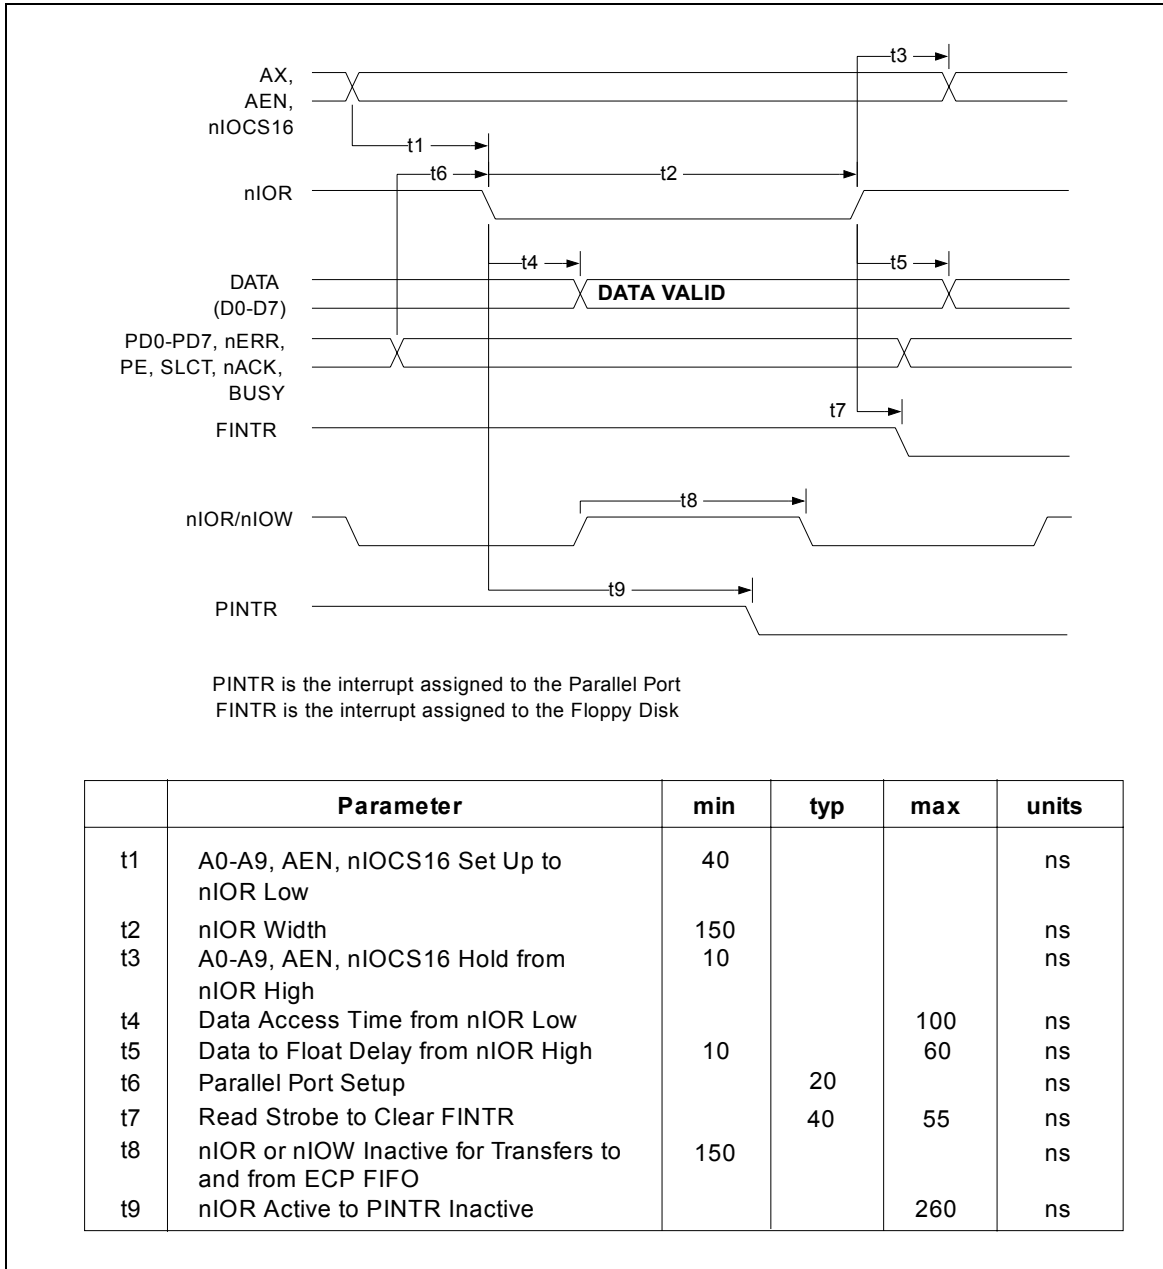 t3
AX,
AEN,
nIOCS16
t1
t6
t2
nIOR
t4
t5
DATA
(D0-D7)
DATA VALID
PD0-PD7, nERR,
PE, SLCT, nACK,
BUSY
t7
FINTR
t8
nIOR/nIOW
t9
PINTR
PINTR is the interrupt assigned to the Parallel Port
FINTR is the interrupt assigned to the Floppy Disk
Parameter min typ max units
t1 A0-A9, AEN, nIOCS16 Set Up to 40 ns
nIOR Low
t2 nIOR Width 150 ns
t3 A0-A9, AEN, nIOCS16 Hold from 10 ns
nIOR High
t4 Data Access Time from nIOR Low 100 ns
t5 Data to Float Delay from nIOR High 10 60 ns
t6 Parallel Port Setup 20 ns
t7 Read Strobe to Clear FINTR 40 55 ns
t8 nIOR or nIOW Inactive for Transfers to 150 ns
and from ECP FIFO
t9 nIOR Active to PINTR Inactive 260 ns